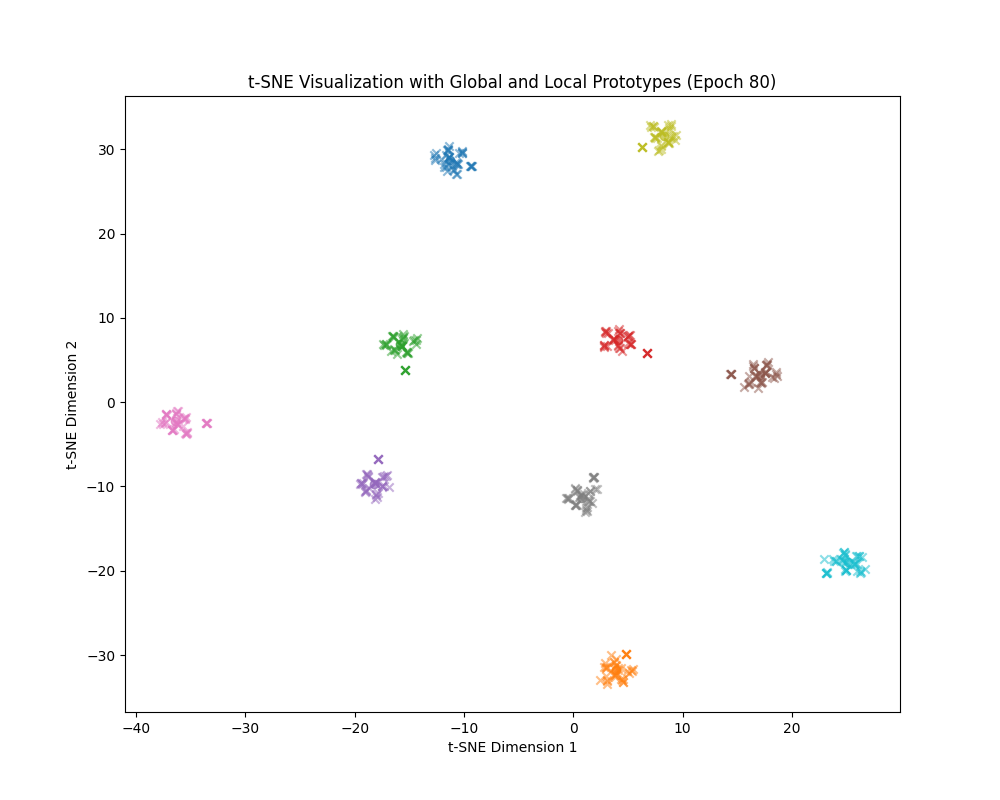 t-SNE Visualization with Global and Local Prototypes (Epoch 80)
30
20
10
0
−10
−20
−30
t-SNE Dimension 2
−40 −30 −20 −10 0 10 20
t-SNE Dimension 1